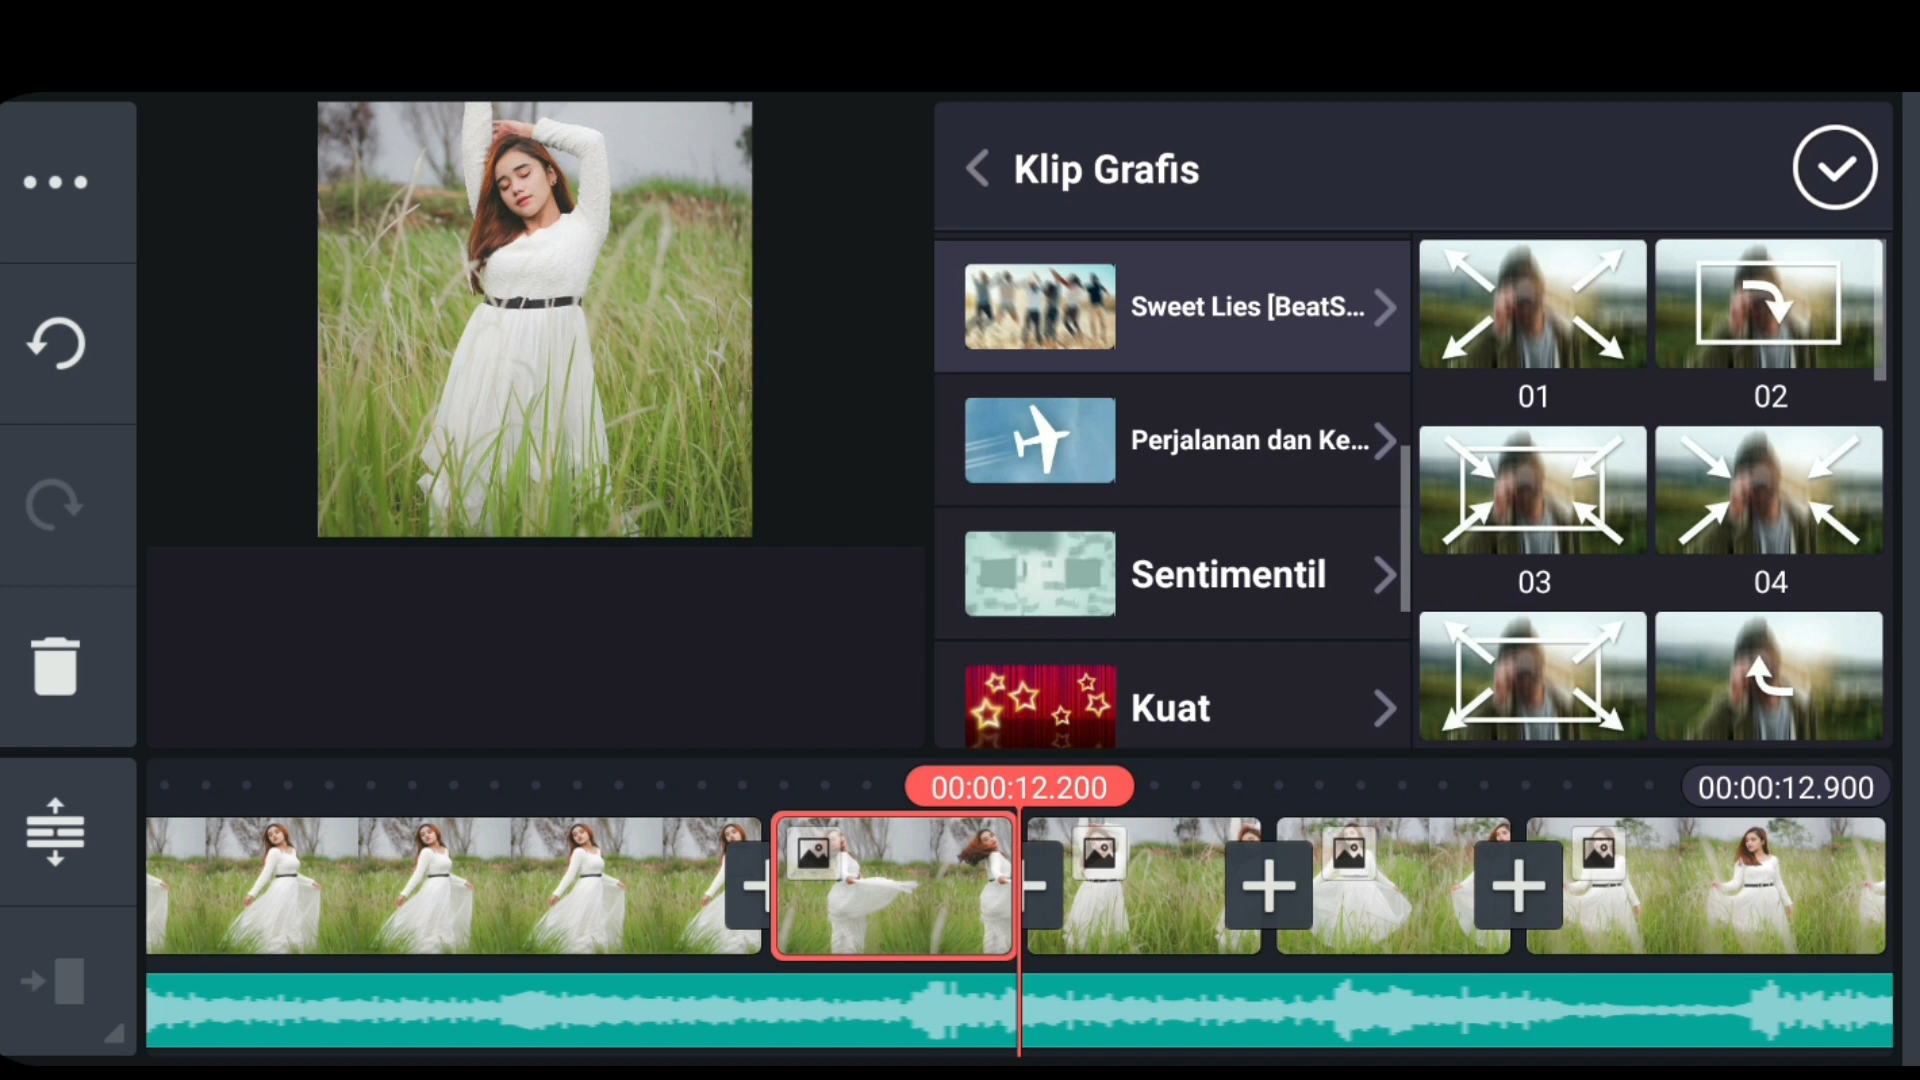 Klip Grafis
Sweet Lies [BeatS...
Perjalanan dan Ke...
Sentimentil
Kuat
01
02
03
04
00:00:12.200
00:00:12.900